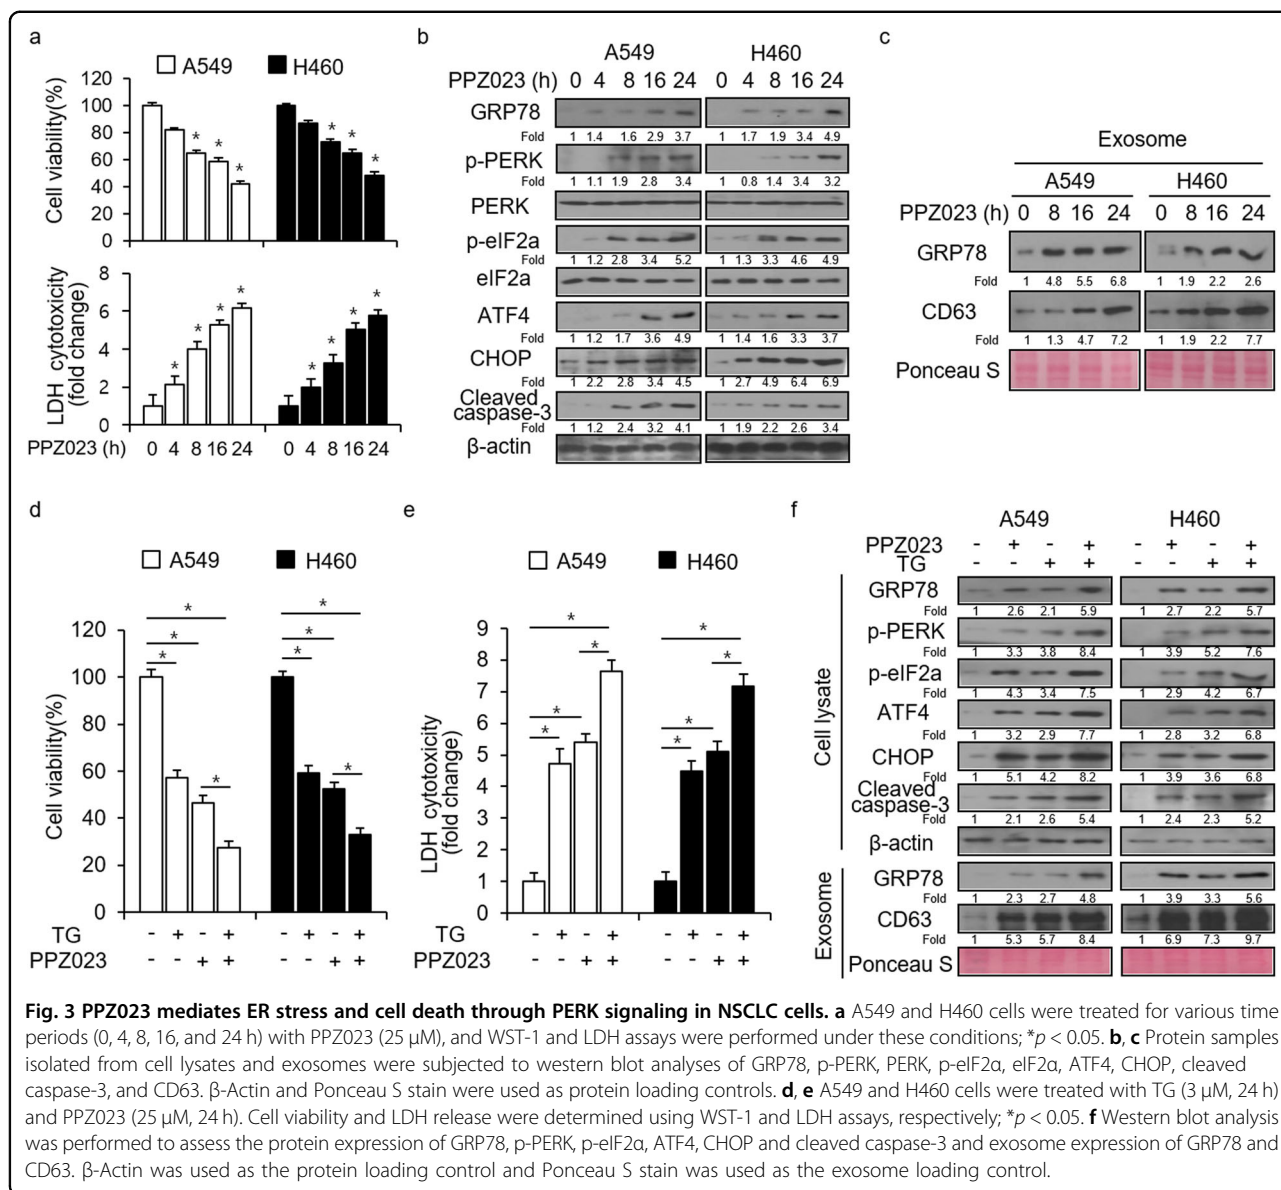 a
A549 H460
Cell viability(%)
120
100
80
60
40
20
0
* * * * * *
LDH cytotoxicity
(fold change)
8
6
4
2
0
* * * * * * * *
PPZ023 (h) 0 4 8 16 24 0 4 8 16 24
b
A549 H460
PPZ023 (h) 0 4 8 16 24 0 4 8 16 24
GRP78
Fold 1 1.4 1.6 2.9 3.7 1 1.7 1.9 3.4 4.9
p-PERK
Fold 1 1.1 1.9 2.8 3.4 1 0.8 1.4 3.4 3.2
PERK
p-eIF2a
Fold 1 1.2 2.8 3.4 5.2 1 1.3 3.3 4.6 4.9
eIF2a
ATF4
Fold 1 1.2 1.7 3.6 4.9 1 1.4 1.6 3.3 3.7
CHOP
Fold 1 2.2 2.8 3.4 4.5 1 2.7 4.9 6.4 6.9
Cleaved
caspase-3
Fold 1 1.2 2.4 3.2 4.1 1 1.9 2.2 2.6 3.4
β-actin
c
Exosome
A549 H460
PPZ023 (h) 0 8 16 24 0 8 16 24
GRP78
Fold 1 4.8 5.5 6.8 1 1.9 2.2 2.6
CD63
Fold 1 1.3 4.7 7.2 1 1.9 2.2 7.7
Ponceau S
d
A549 H460
Cell viability(%)
120
100
80
60
40
20
0
* * * * * * * *
TG - + - + - + - +
PPZ023 - - + + - - + +
e
A549 H460
LDH cytotoxicity
(fold change)
9
8
7
6
5
4
3
2
1
0
* * * * * * * *
TG - + - + - + - +
PPZ023 - - + + - - + +
f
A549 H460
PPZ023 - + - + - + - +
TG - - + + - - + +
Cell lysate
GRP78
Fold 1 2.6 2.1 5.9 1 2.7 2.2 5.7
p-PERK
Fold 1 3.3 3.8 8.4 1 3.9 5.2 7.6
p-eIF2a
Fold 1 4.3 3.4 7.5 1 2.9 4.2 6.7
ATF4
Fold 1 3.2 2.9 7.7 1 2.8 3.2 6.8
CHOP
Fold 1 5.1 4.2 8.2 1 3.9 3.6 6.8
Cleaved
caspase-3
Fold 1 2.1 2.6 5.4 1 2.4 2.3 5.2
β-actin
Exosome
GRP78
Fold 1 2.3 2.7 4.8 1 3.9 3.3 5.6
CD63
Fold 1 5.3 5.7 8.4 1 6.9 7.3 9.7
Ponceau S
Fig. 3 PPZ023 mediates ER stress and cell death through PERK signaling in NSCLC cells. a A549 and H460 cells were treated for various time
periods (0, 4, 8, 16, and 24 h) with PPZ023 (25 μM), and WST-1 and LDH assays were performed under these conditions; *p < 0.05. b, c Protein samples
isolated from cell lysates and exosomes were subjected to western blot analyses of GRP78, p-PERK, PERK, p-eIF2α, eIF2α, ATF4, CHOP, cleaved
caspase-3, and CD63. β-Actin and Ponceau S stain were used as protein loading controls. d, e A549 and H460 cells were treated with TG (3 μM, 24 h)
and PPZ023 (25 μM, 24 h). Cell viability and LDH release were determined using WST-1 and LDH assays, respectively; *p < 0.05. f Western blot analysis
was performed to assess the protein expression of GRP78, p-PERK, p-eIF2α, ATF4, CHOP and cleaved caspase-3 and exosome expression of GRP78 and
CD63. β-Actin was used as the protein loading control and Ponceau S stain was used as the exosome loading control.